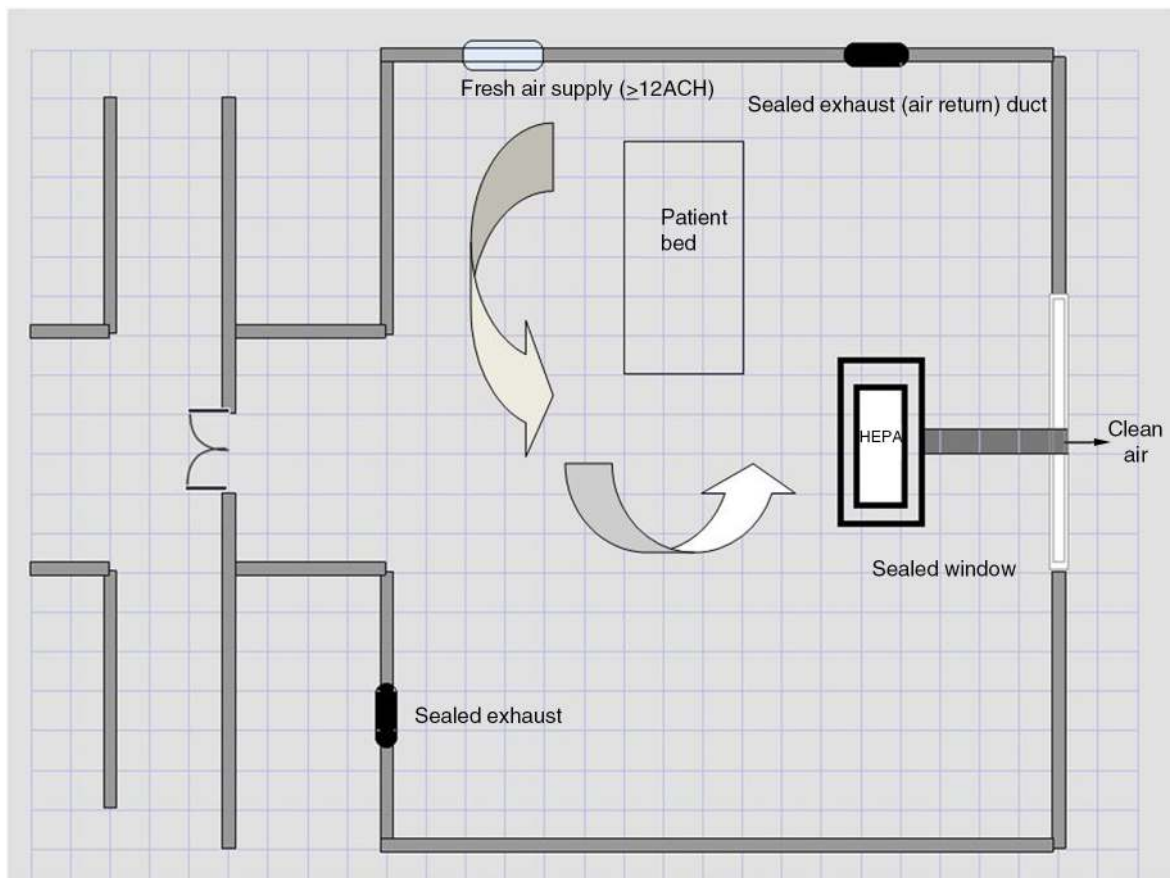 Fresh air supply (≥12ACH)
Sealed exhaust (air return) duct
Patient
bed
HEPA
Clean
air
Sealed window
Sealed exhaust